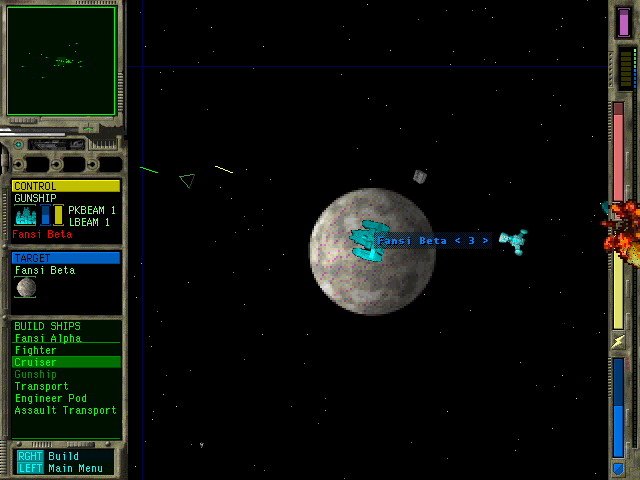 CONTROL
GUNSHIP
PKBEAM 1
LBEAM 1
Fansi Beta
TARGET
Fansi Beta
BUILD SHIPS
Fansi Alpha
Fighter
Cruiser
Gunship
Transport
Engineer Pod
Assault Transport
RGHT Build
LEFT Main Menu
Fansi Beta < 3 >